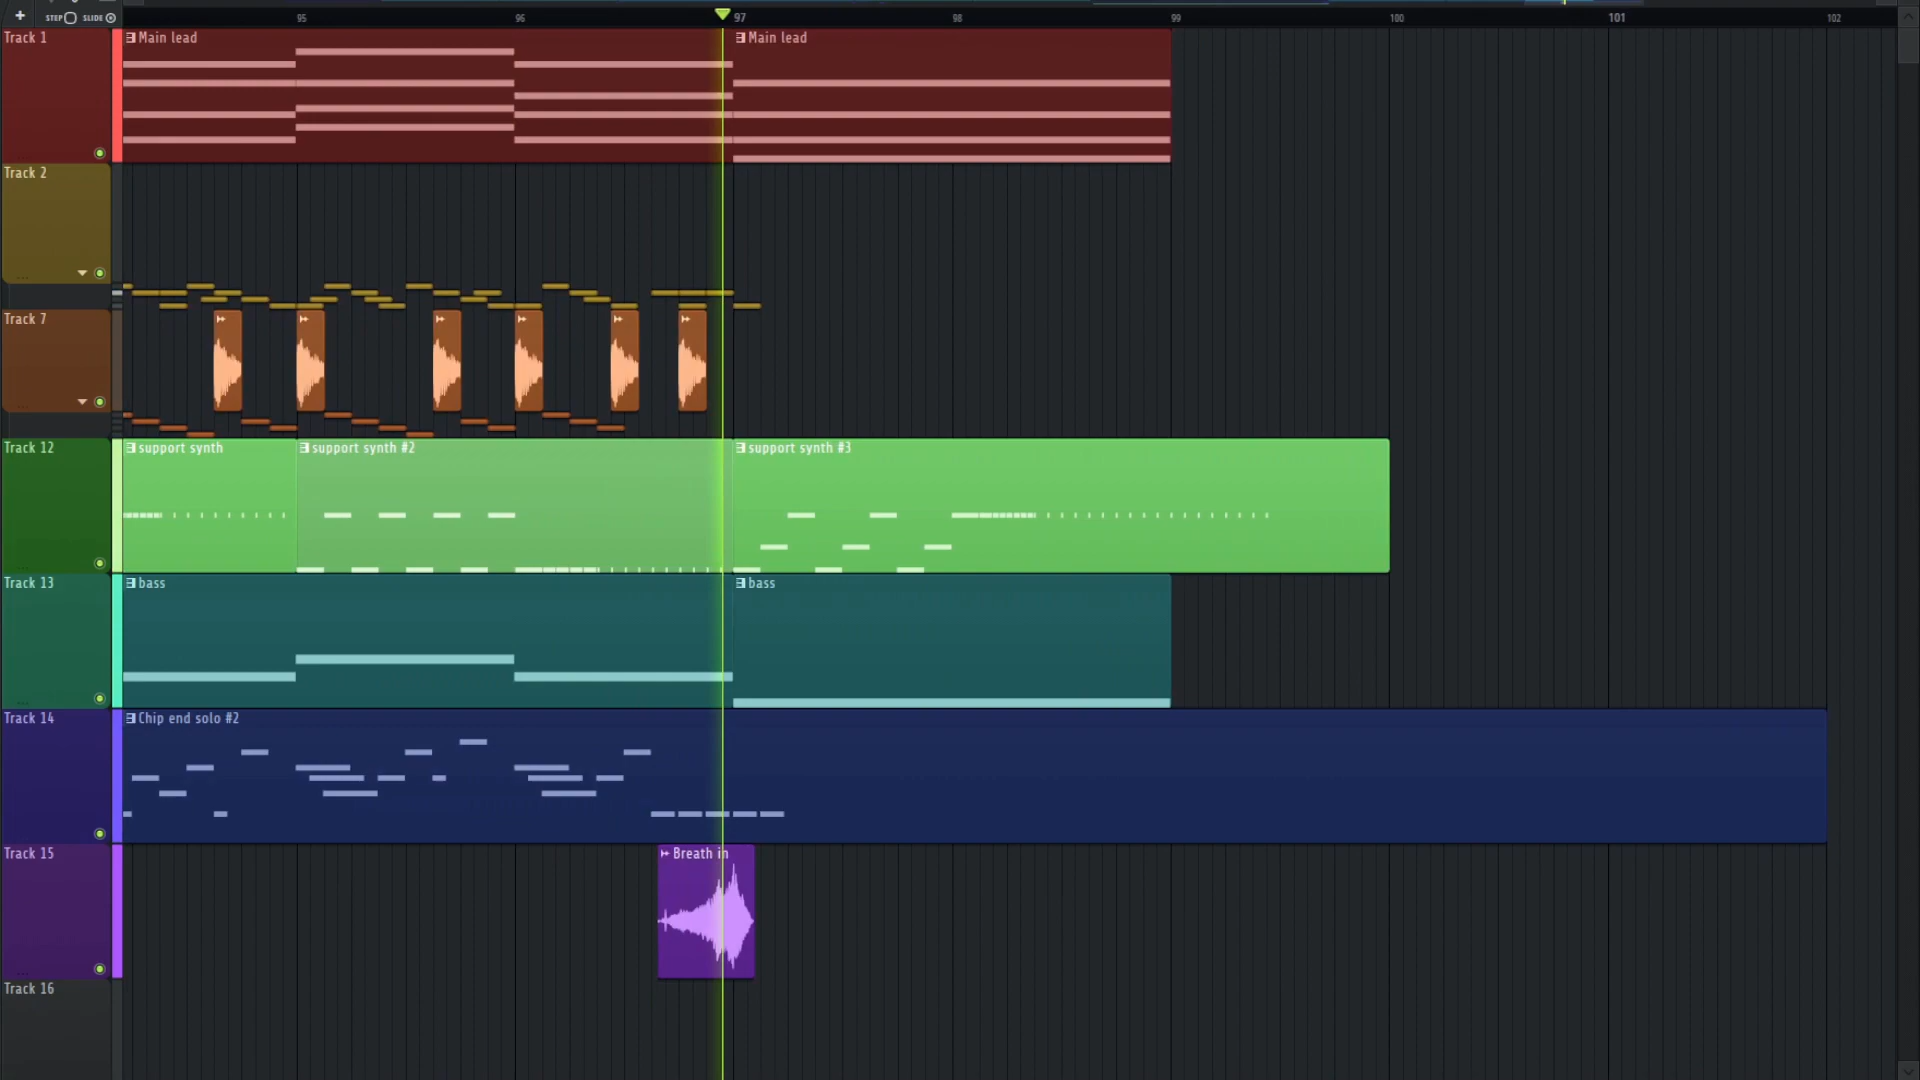 + STEP SLIDE 95 96 97 98 99 100 101 102
Track 1 Main lead Main lead
Track 2
Track 7
Track 12 support synth support synth #2 support synth #3
Track 13 bass bass
Track 14 Chip end solo #2
Track 15 Breath in
Track 16